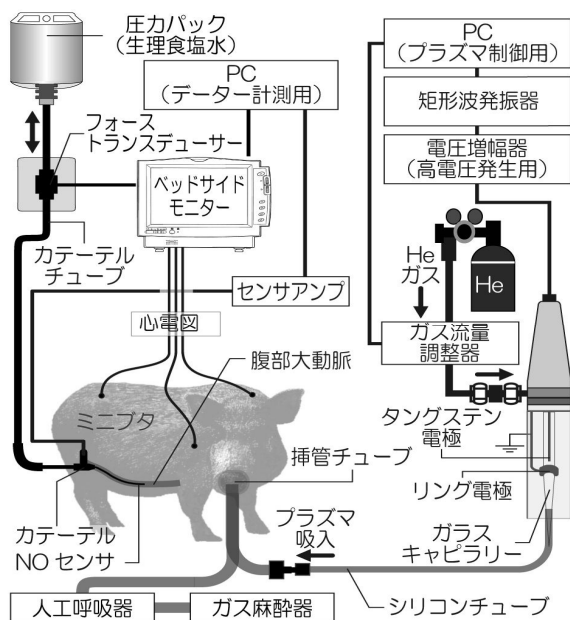 圧力パック
(生理食塩水)
PC
(データー計測用)
PC
(プラズマ制御用)
矩形波発振器
電圧増幅器
(高電圧発生用)
フォース
トランスデューサー
ベッドサイド
モニター
カテーテル
チューブ
He
ガス
He
センサアンプ
心電図
ガス流量
調整器
腹部大動脈
ミニブタ
タングステン
電極
挿管チューブ
リング電極
カテーテル
NOセンサ
プラズマ
吸入
ガラス
キャピラリー
人工呼吸器
ガス麻酔器
シリコンチューブ